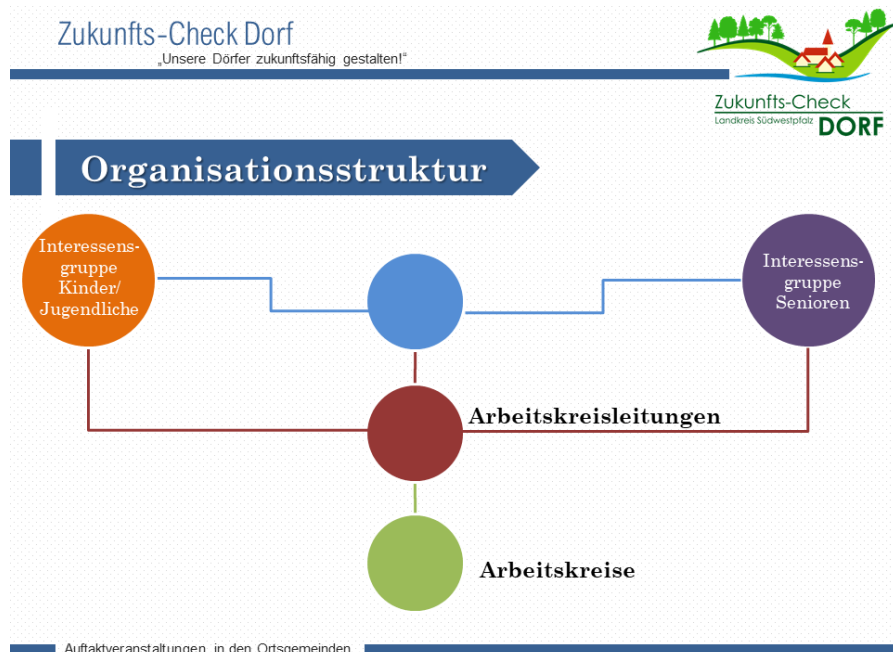 Zukunfts-Check Dorf
„Unsere Dörfer zukunftsfähig gestalten!“
Zukunfts-Check
Landkreis Südwestpfalz DORF
Organisationsstruktur
Interessens-
gruppe
Kinder/
Jugendliche
Interessens-
gruppe
Senioren
Arbeitskreisleitungen
Arbeitskreise
Auftaktveranstaltungen in den Ortsgemeinden